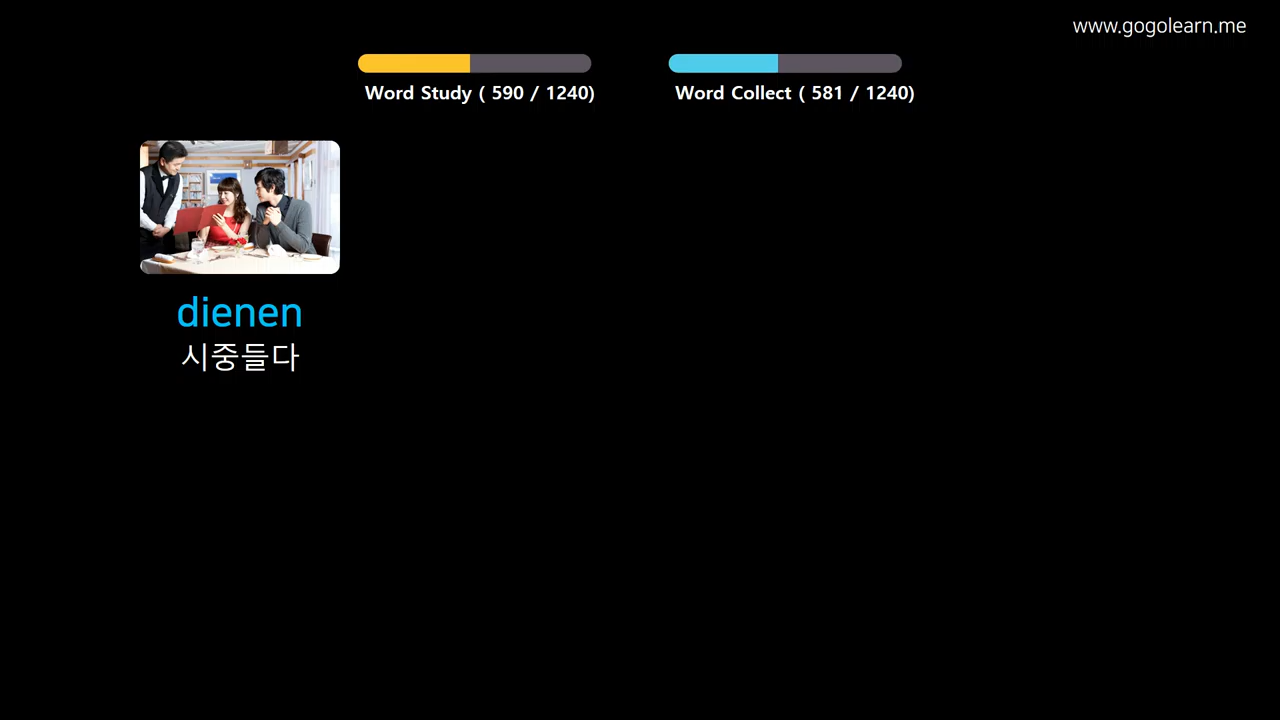 www.gogolearn.me
Word Study ( 590 / 1240)
Word Collect ( 581 / 1240)
dienen
시중들다